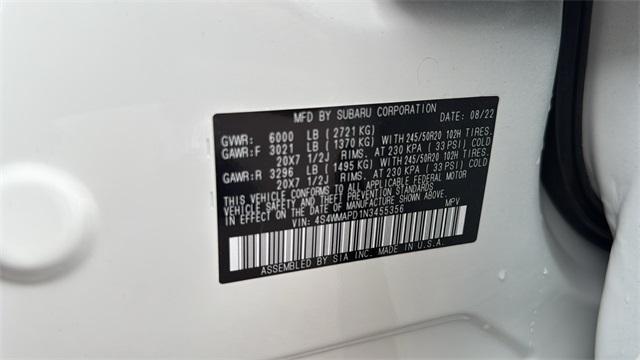 MFD BY SUBARU CORPORATION DATE: 08/22
GVWR: 6000 LB (2721 KG)
GAWR:F 3021 LB (1370 KG) WITH 245/50R20 102H TIRES.
20X7 1/2J RIMS. AT 230 KPA (33 PSI) COLD
GAWR:R 3296 LB (1495 KG) WITH 245/50R20 102H TIRES.
20X7 1/2J RIMS. AT 230 KPA (33 PSI) COLD
THIS VEHICLE CONFORMS TO ALL APPLICABLE FEDERAL MOTOR
VEHICLE SAFETY AND THEFT PREVENTION STANDARDS
IN EFFECT ON THE DATE OF MANUFACTURE SHOWN ABOVE.
VIN: 4S4WMAPD1N3455356 MPV
ASSEMBLED BY SIA INC. MADE IN U.S.A.